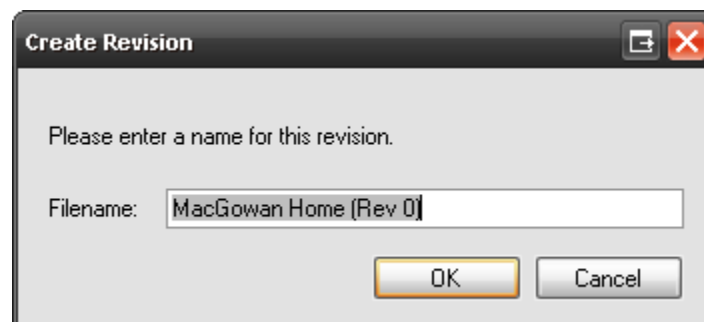 Create Revision
Please enter a name for this revision.
Filename: MacGowan Home (Rev 0)
OK Cancel